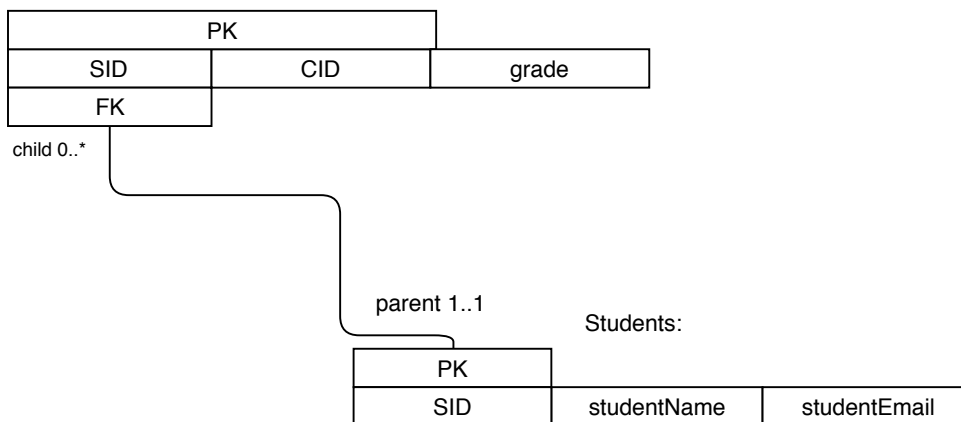 PK
SID CID grade
FK
child 0..*
parent 1..1
Students:
PK
SID studentName studentEmail